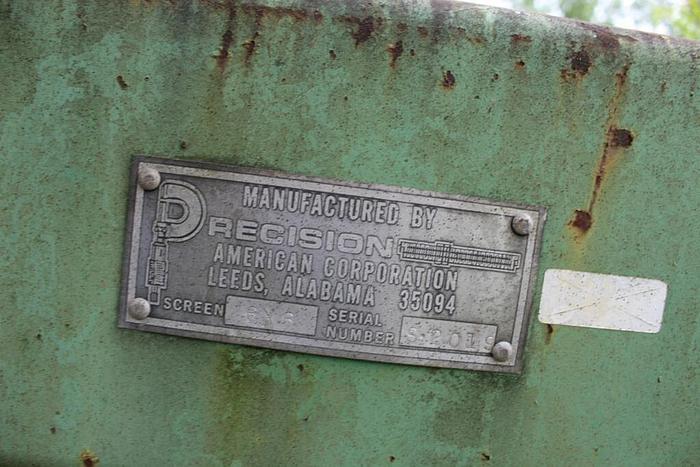 MANUFACTURED BY
PRECISION
AMERICAN CORPORATION
LEEDS, ALABAMA 35094
SCREEN SERIAL
NUMBER